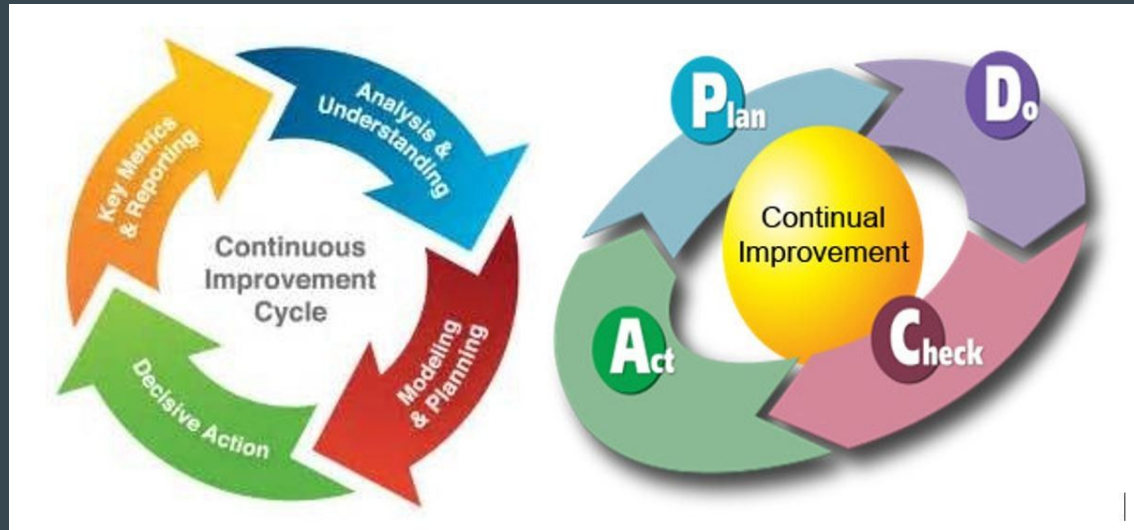 Key Metrics
& Reporting
Analysis &
Understanding
Modeling
& Planning
Decisive Action
Continuous
Improvement
Cycle
Plan
Do
Check
Act
Continual
Improvement